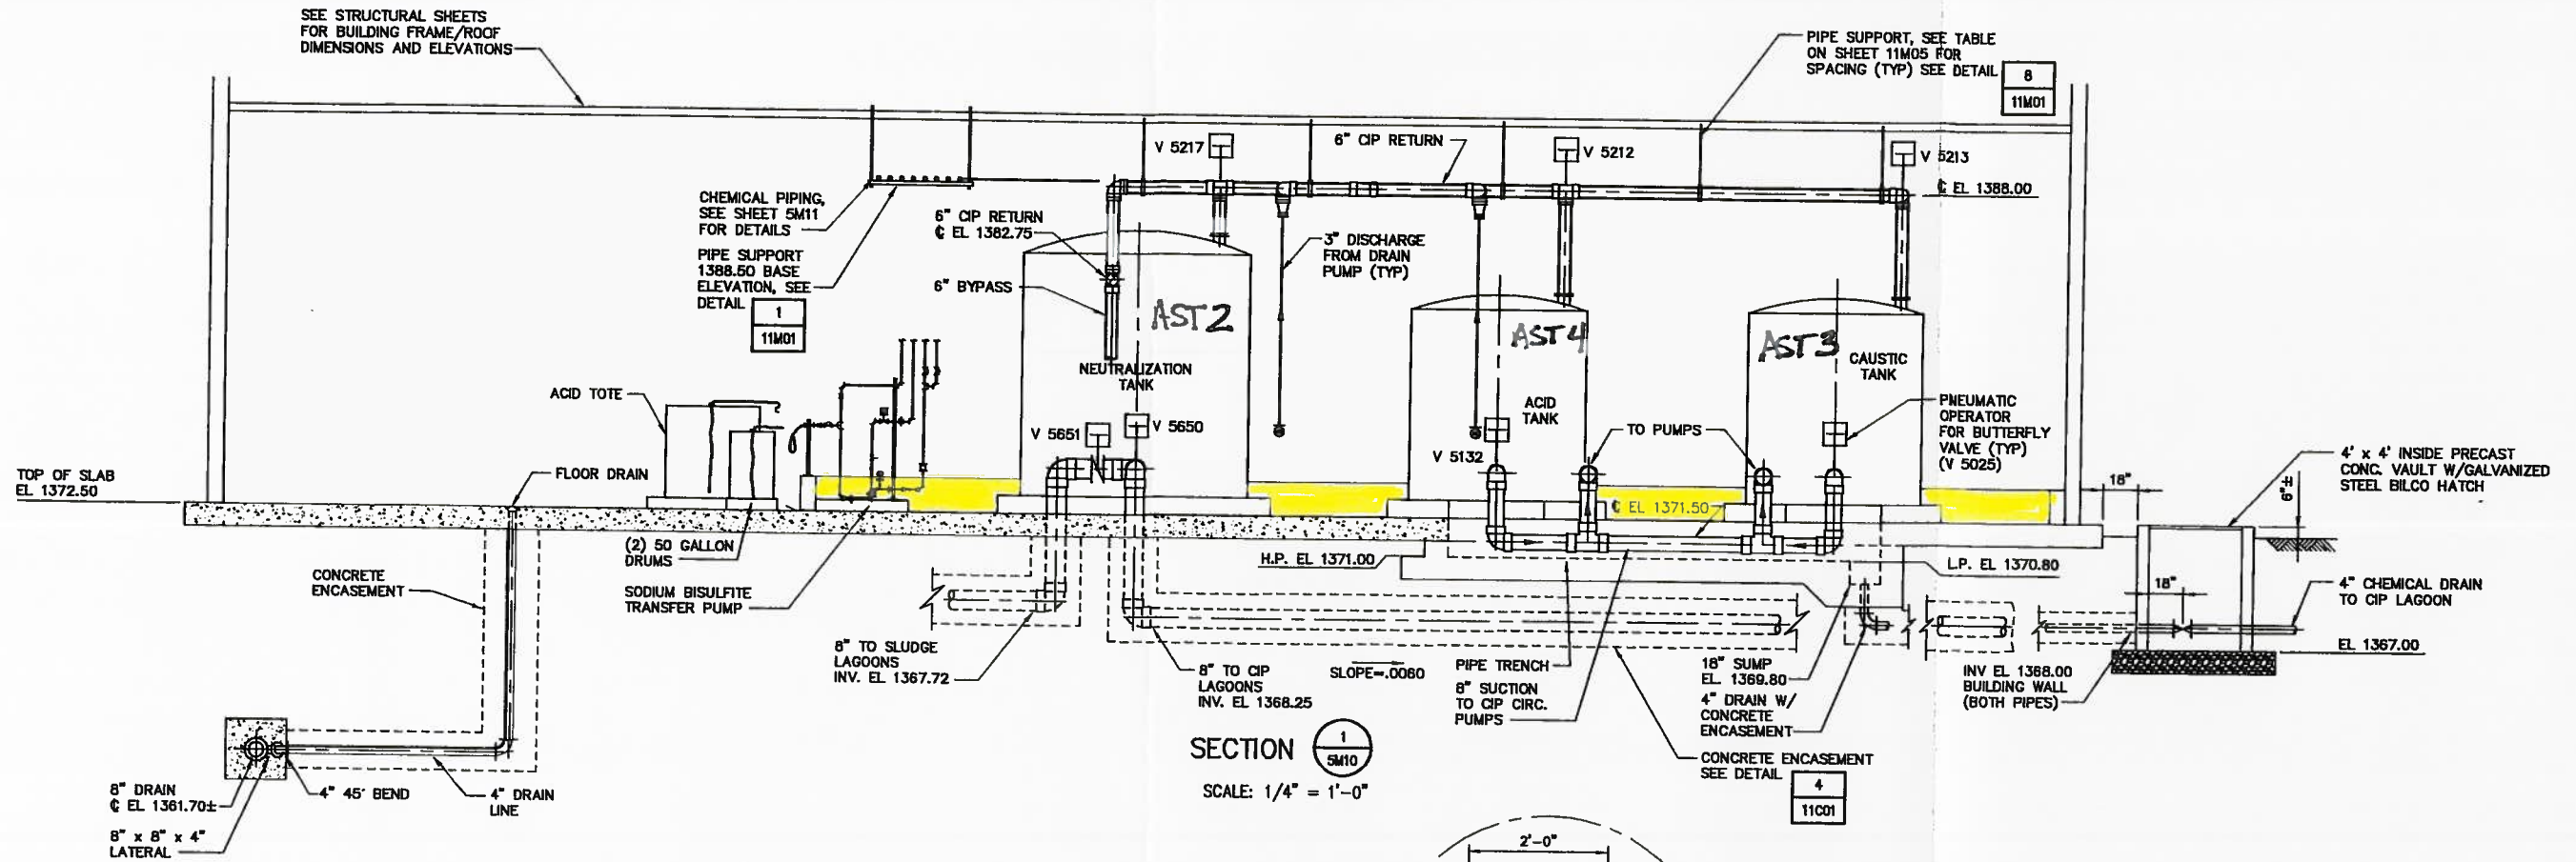 SEE STRUCTURAL SHEETS
FOR BUILDING FRAME/ROOF
DIMENSIONS AND ELEVATIONS
PIPE SUPPORT, SEE TABLE
ON SHEET 11M05 FOR
SPACING (TYP) SEE DETAIL
8
11M01
V 5217
6" CIP RETURN
V 5212
V 5213
℄ EL 1388.00
CHEMICAL PIPING,
SEE SHEET 5M11
FOR DETAILS
6" CIP RETURN
℄ EL 1382.75
3" DISCHARGE
FROM DRAIN
PUMP (TYP)
PIPE SUPPORT
1388.50 BASE
ELEVATION, SEE
DETAIL
1
11M01
6" BYPASS
AST2
AST4
AST3
NEUTRALIZATION
TANK
CAUSTIC
TANK
ACID TOTE
ACID
TANK
PNEUMATIC
OPERATOR
FOR BUTTERFLY
VALVE (TYP)
(V 5025)
V 5651
V 5650
TO PUMPS
V 5132
4' x 4' INSIDE PRECAST
CONC. VAULT W/GALVANIZED
STEEL BILCO HATCH
TOP OF SLAB
EL 1372.50
FLOOR DRAIN
18"
6"±
℄ EL 1371.50
(2) 50 GALLON
DRUMS
H.P. EL 1371.00
L.P. EL 1370.80
CONCRETE
ENCASEMENT
SODIUM BISULFITE
TRANSFER PUMP
18"
4" CHEMICAL DRAIN
TO CIP LAGOON
8" TO SLUDGE
LAGOONS
INV. EL 1367.72
8" TO CIP
LAGOONS
INV. EL 1368.25
SLOPE=.0060
PIPE TRENCH
8" SUCTION
TO CIP CIRC.
PUMPS
18" SUMP
EL 1369.80
4" DRAIN W/
CONCRETE
ENCASEMENT
INV EL 1368.00
BUILDING WALL
(BOTH PIPES)
EL 1367.00
SECTION
1
5M10
SCALE: 1/4" = 1'-0"
CONCRETE ENCASEMENT
SEE DETAIL
4
11C01
8" DRAIN
℄ EL 1361.70±
4" 45° BEND
4" DRAIN
LINE
8" x 8" x 4"
LATERAL
2'-0"